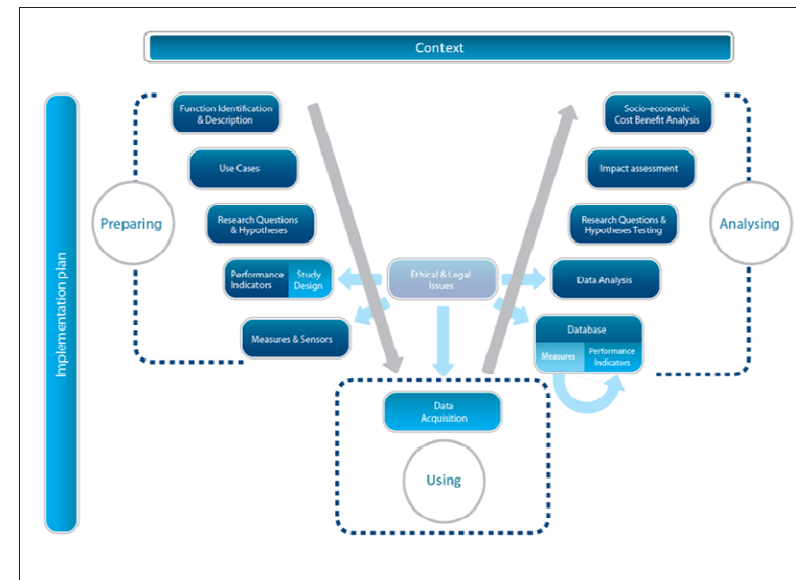 Context
Implementation plan
Preparing
Function Identification
& Description
Use Cases
Research Questions
& Hypotheses
Performance
Indicators
Study
Design
Measures & Sensors
Ethical & Legal
Issues
Data
Acquisition
Using
Socio-economic
Cost Benefit Analysis
Impact assessment
Research Questions &
Hypotheses Testing
Data Analysis
Database
Measures
Performance
Indicators
Analysing